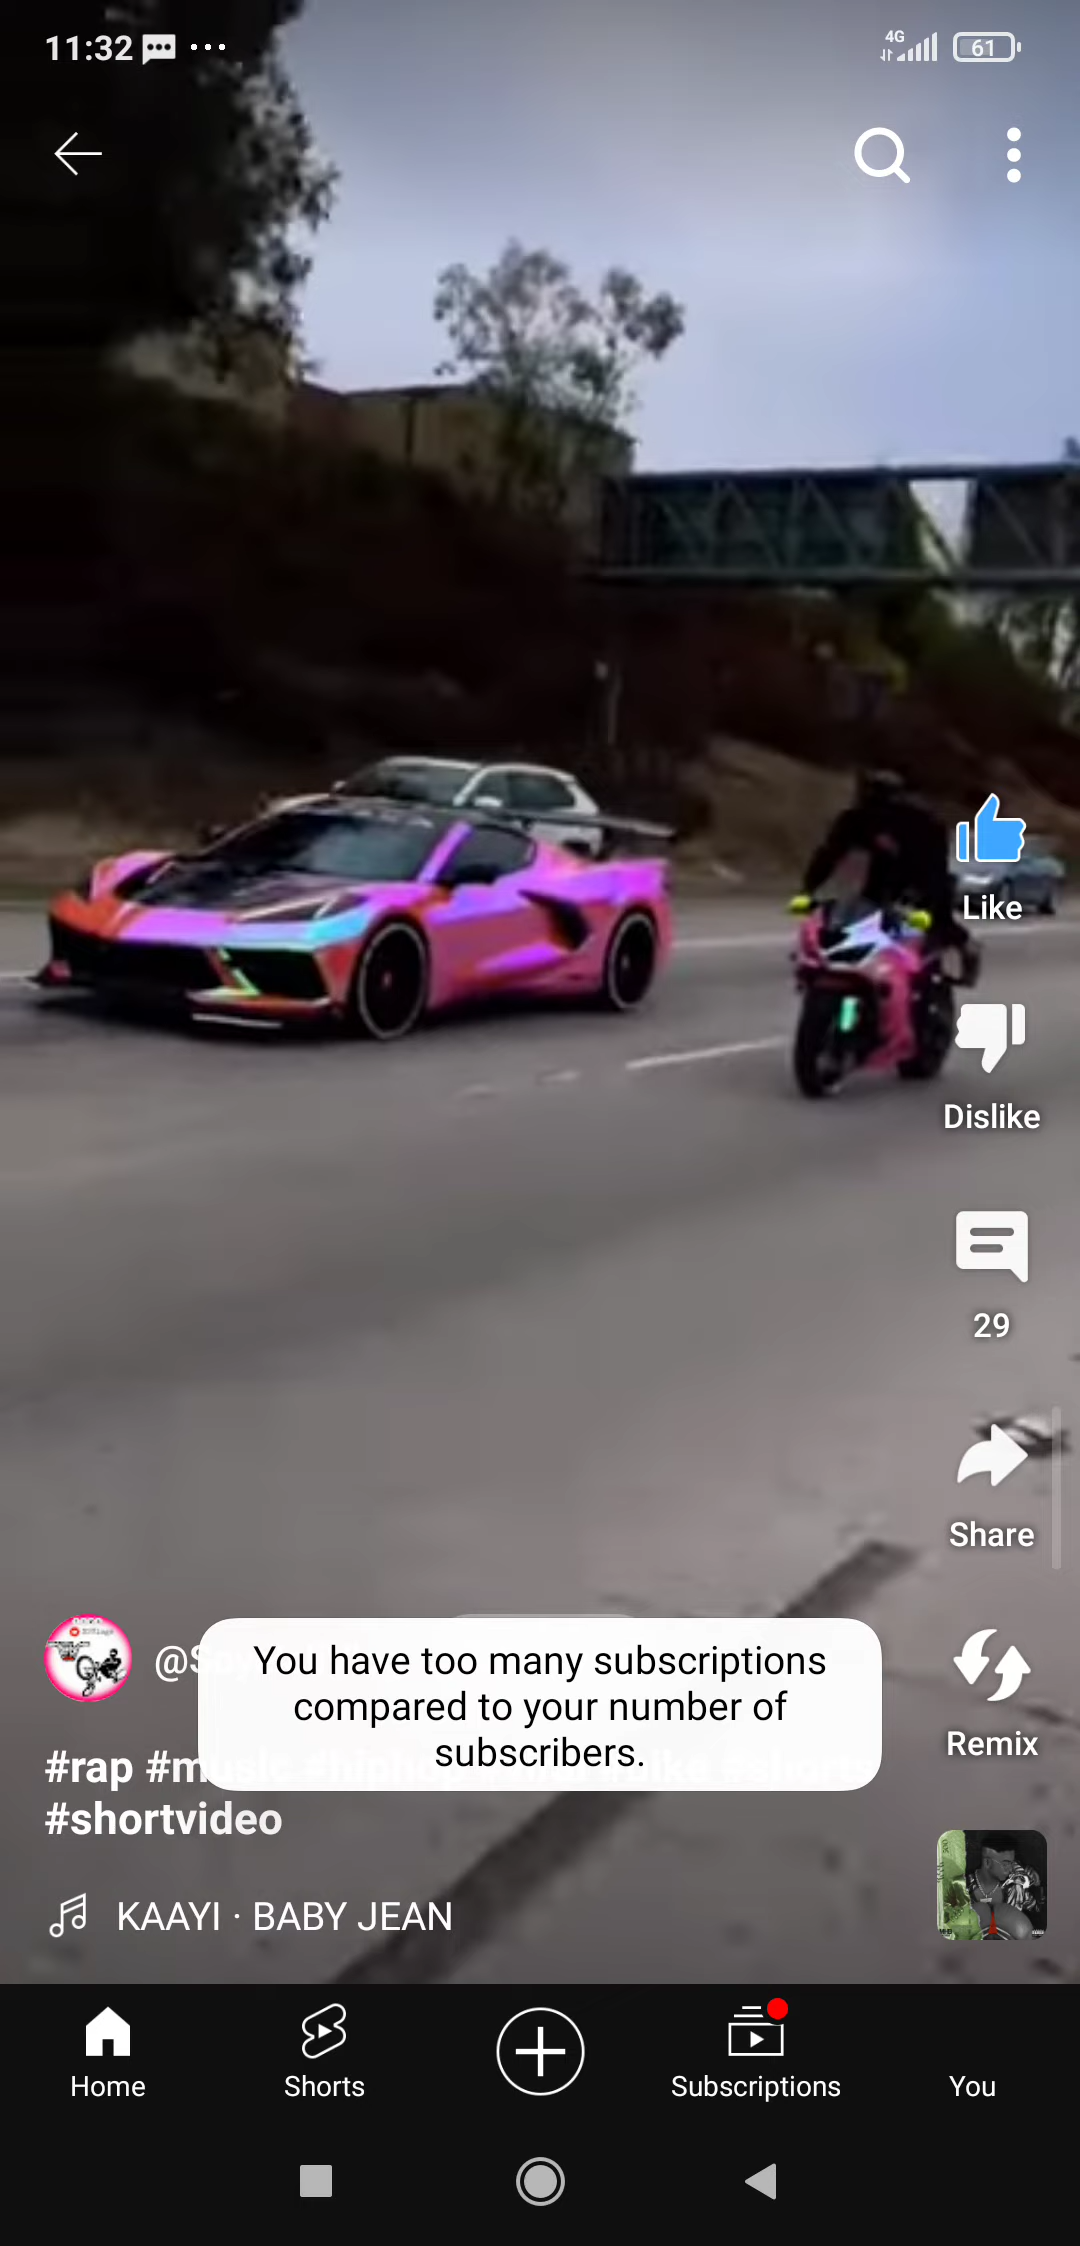 11:32
4G
61
Like
Dislike
29
Share
You have too many subscriptions
compared to your number of
subscribers.
#rap
#shortvideo
Remix
KAAYI · BABY JEAN
Home
Shorts
Subscriptions
You